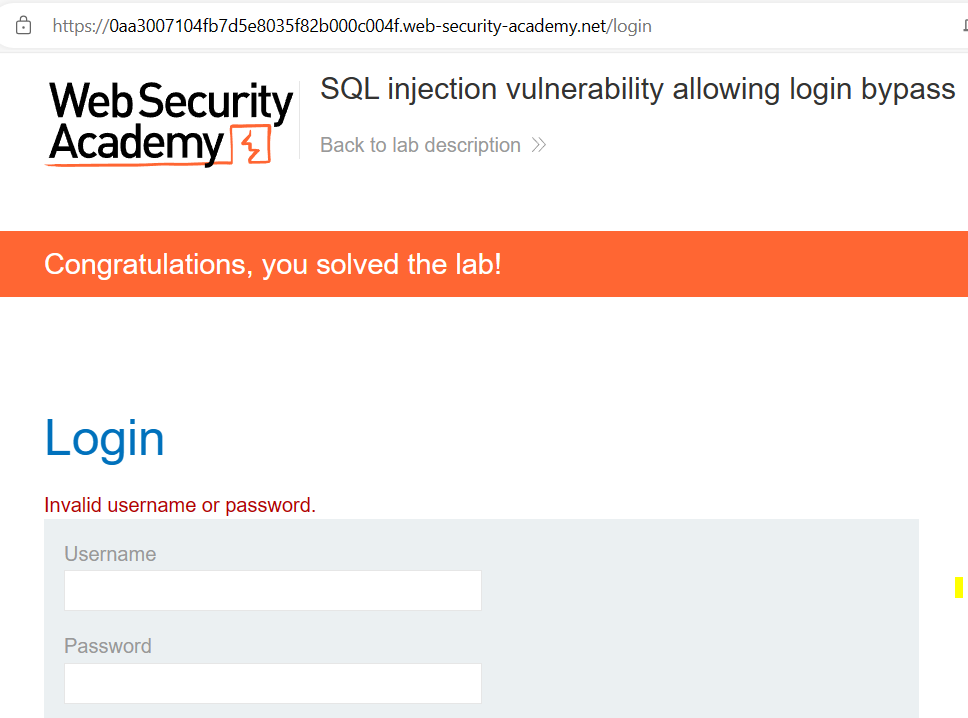 https://0aa3007104fb7d5e8035f82b000c004f.web-security-academy.net/login
Web Security
Academy
SQL injection vulnerability allowing login bypass
Back to lab description
Congratulations, you solved the lab!
Login
Invalid username or password.
Username
Password